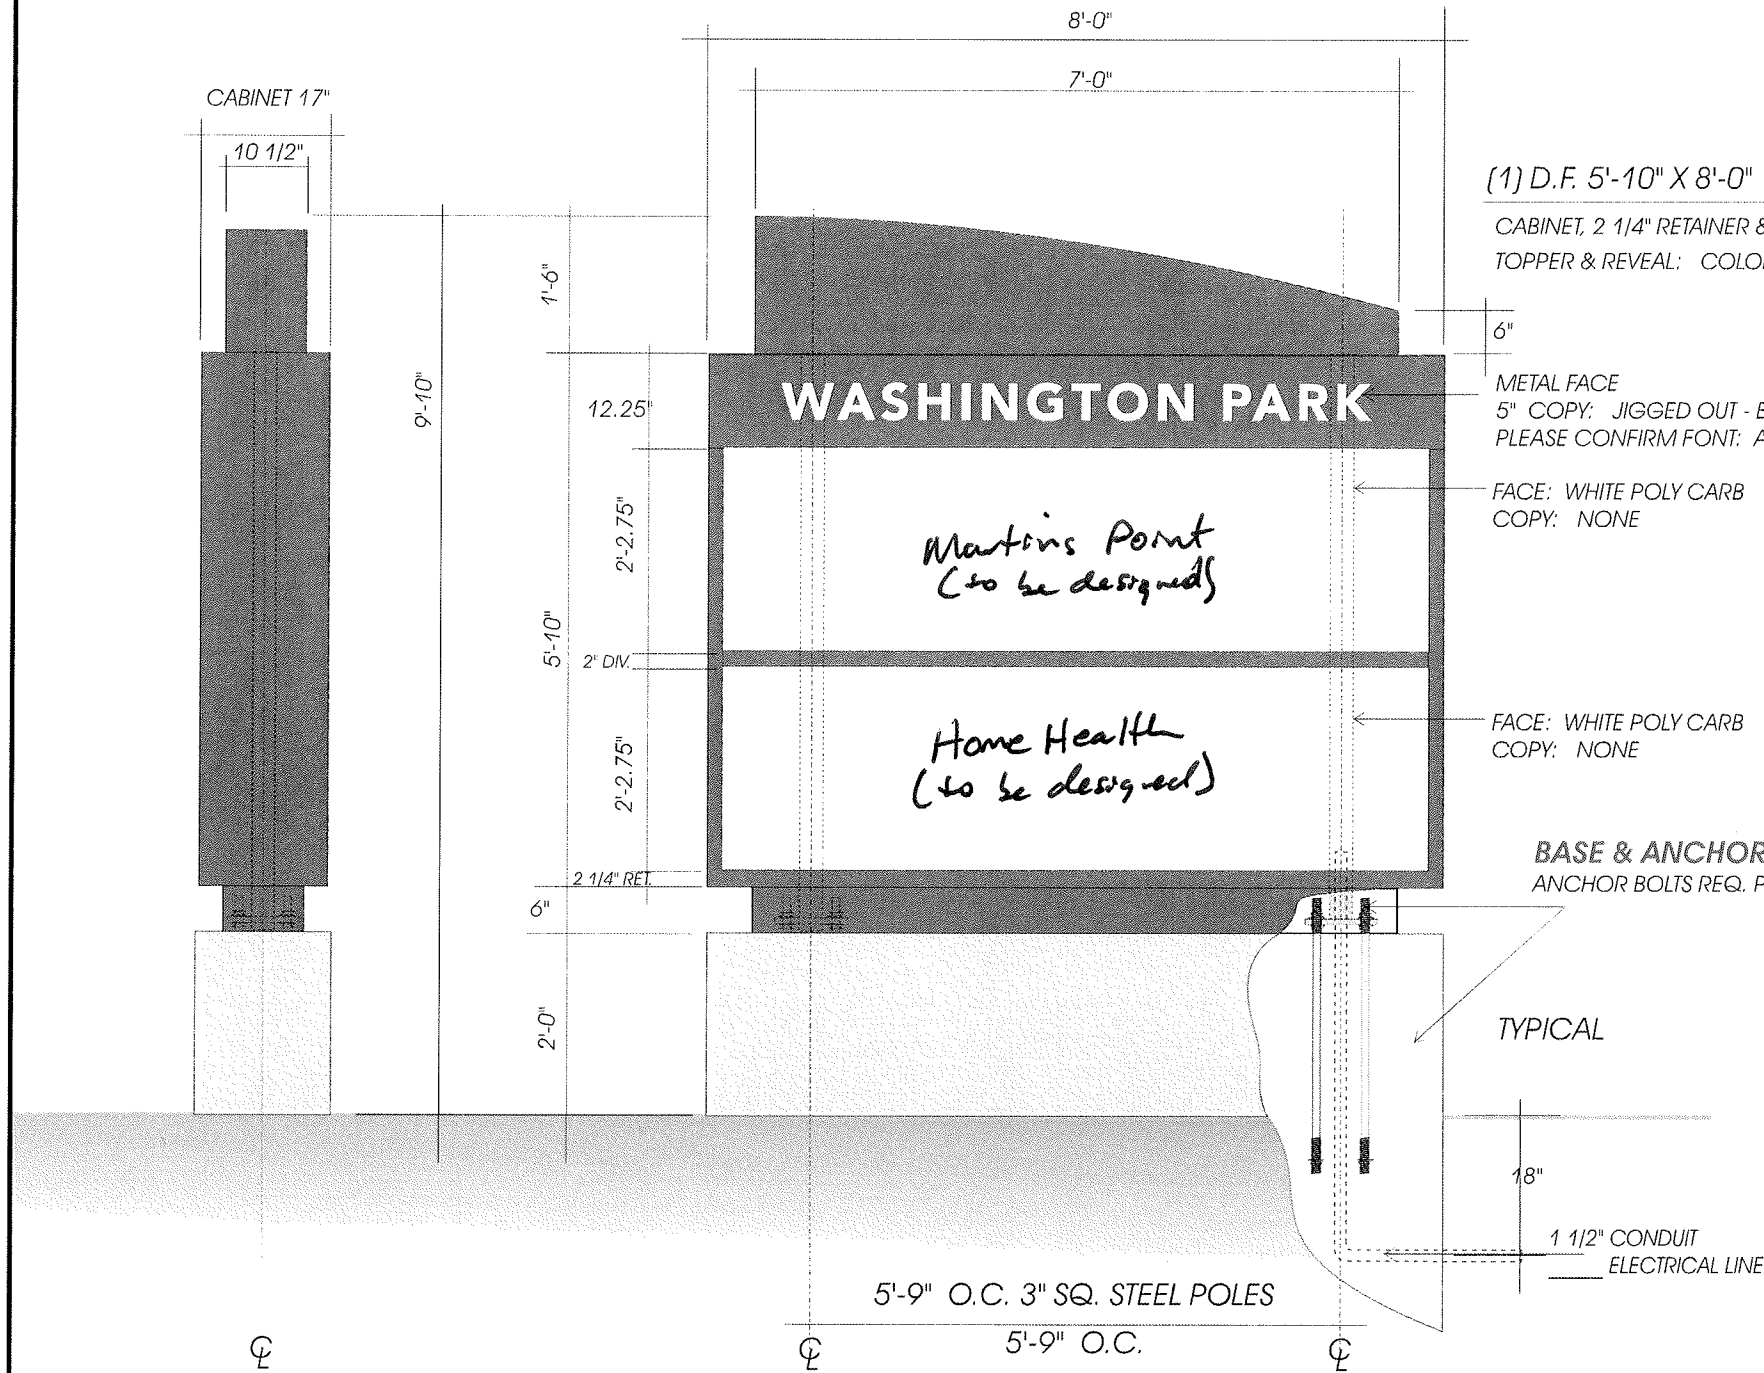 8'-0"
7'-0"
CABINET 17"
10 1/2"
(1) D.F. 5'-10" X 8'-0"
CABINET, 2 1/4" RETAINER &
TOPPER & REVEAL: COLO
1'-6"
6"
9'-10"
12.25"
WASHINGTON PARK
METAL FACE
5" COPY: JIGGED OUT - B
PLEASE CONFIRM FONT: A
FACE: WHITE POLY CARB
COPY: NONE
2'-2.75"
Martins Point
(to be designed)
5'-10"
2" DIV.
2'-2.75"
Home Health
(to be designed)
FACE: WHITE POLY CARB
COPY: NONE
BASE & ANCHOR
ANCHOR BOLTS REQ. P
2 1/4" RET.
6"
2'-0"
TYPICAL
18"
1 1/2" CONDUIT
ELECTRICAL LINE
5'-9" O.C. 3" SQ. STEEL POLES
5'-9" O.C.
℄ ℄ ℄